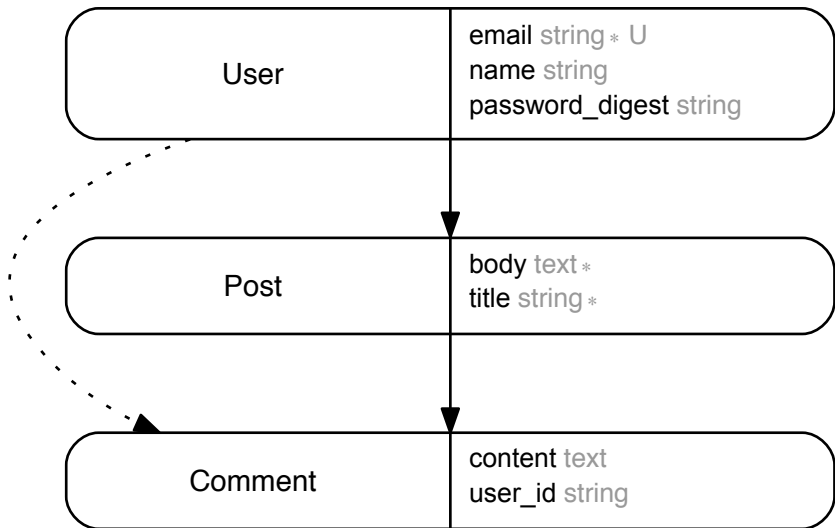 User
email string∗ U
name string
password_digest string
Post
body text∗
title string∗
Comment
content text
user_id string